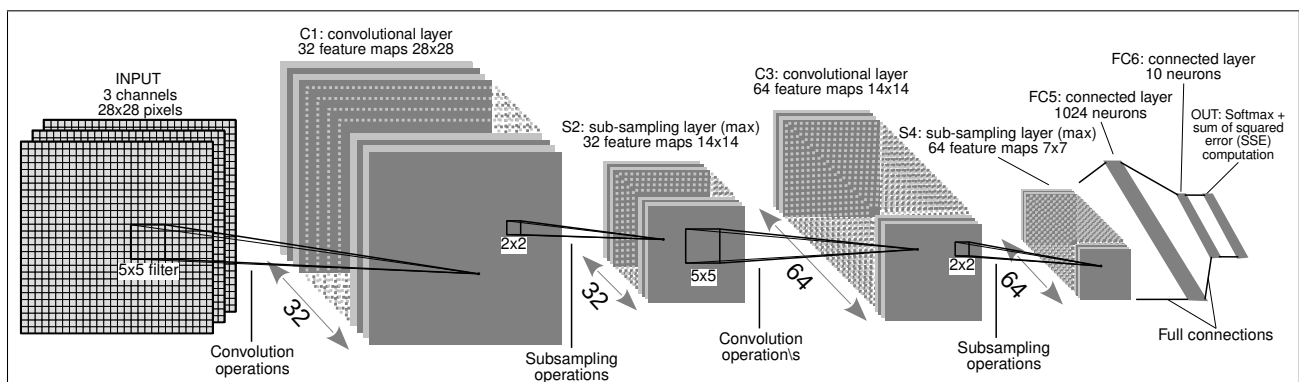 INPUT
3 channels
28x28 pixels
5x5 filter
C1: convolutional layer
32 feature maps 28x28
32
Convolution
operations
2x2
S2: sub-sampling layer (max)
32 feature maps 14x14
32
Subsampling
operations
5x5
C3: convolutional layer
64 feature maps 14x14
64
Convolution
operation\s
2x2
S4: sub-sampling layer (max)
64 feature maps 7x7
64
Subsampling
operations
FC5: connected layer
1024 neurons
FC6: connected layer
10 neurons
OUT: Softmax +
sum of squared
error (SSE)
computation
Full connections